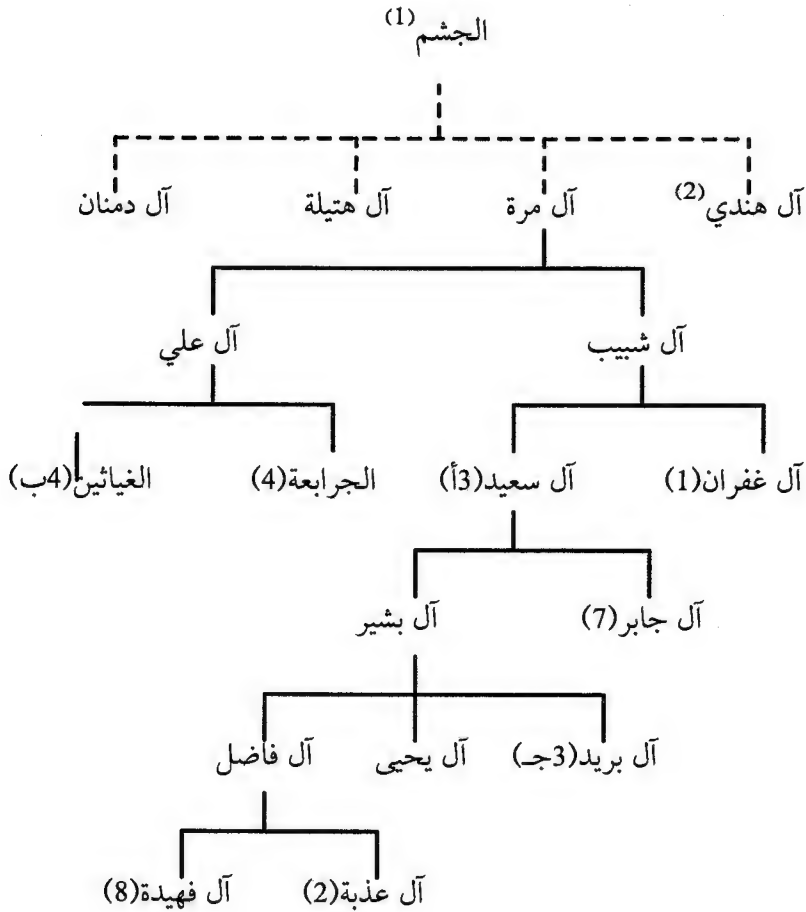 الجشم (1)
آل هندي (2) آل مرة آل هتيلة آل دمنان
آل شبيب آل علي
آل غفران(1) آل سعيد(3أ) الجرابعة(4) الغياثين(4ب)
آل جابر(7) آل بشير
آل بريد(3جـ) آل يحيى آل فاضل
آل عذبة(2) آل فهيدة(8)